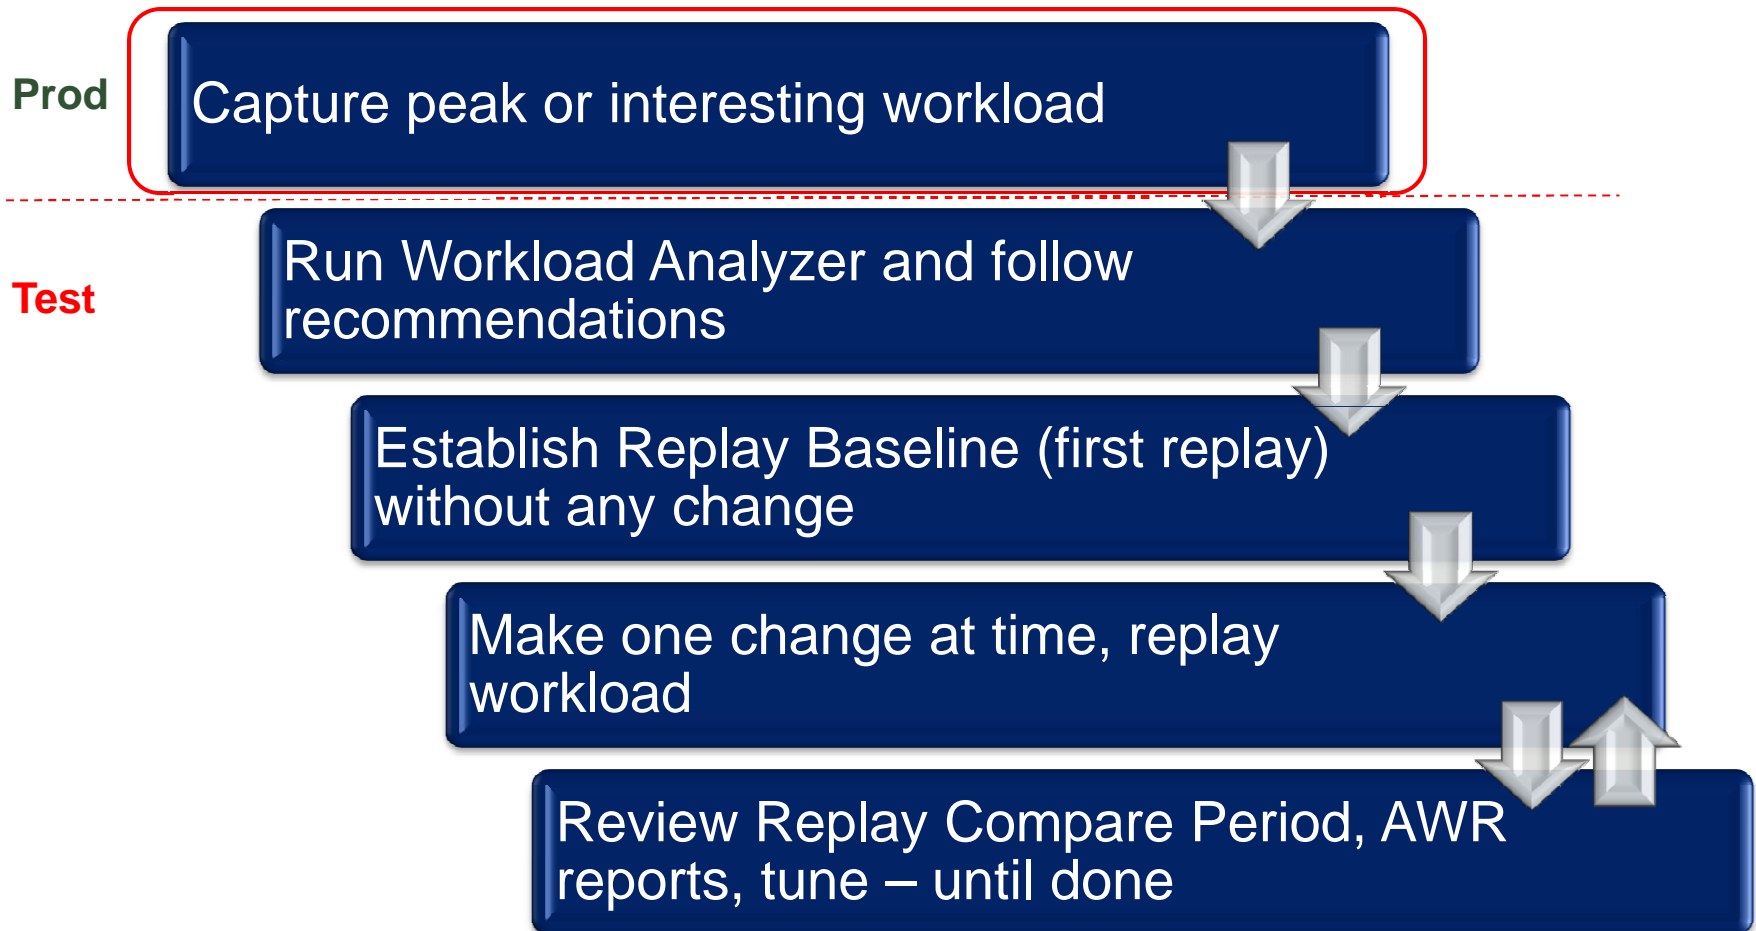 Prod
Capture peak or interesting workload
Test
Run Workload Analyzer and follow
recommendations
Establish Replay Baseline (first replay)
without any change
Make one change at time, replay
workload
Review Replay Compare Period, AWR
reports, tune – until done